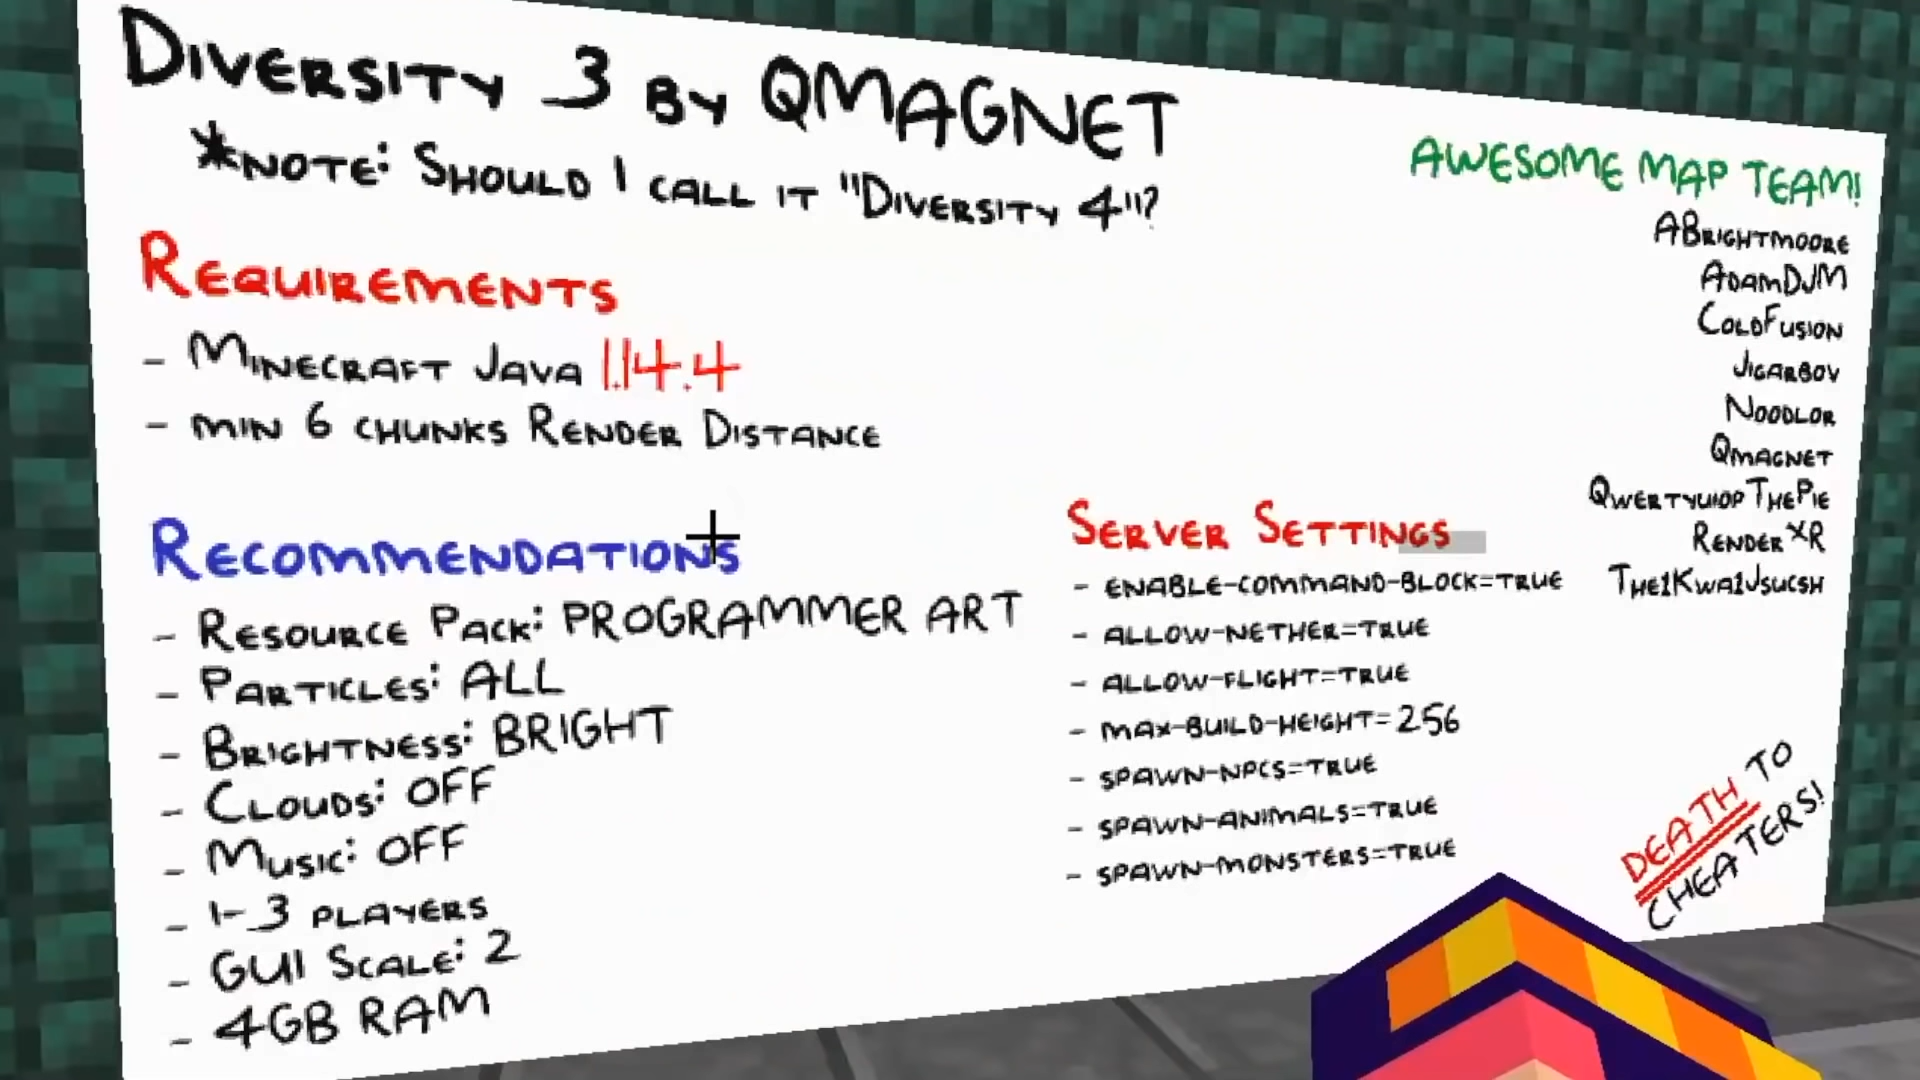 Diversity 3 by QMAGNET
*Note: Should I call it "Diversity 4"?
Requirements
- Minecraft Java 1.14.4
- min 6 chunks Render Distance
Recommendations
- Resource Pack: PROGRAMMER ART
- Particles: ALL
- Brightness: BRIGHT
- Clouds: OFF
- Music: OFF
- 1-3 players
- GUI Scale: 2
- 4GB RAM
Server Settings
- enable-command-block=true
- allow-nether=true
- allow-flight=true
- max-build-height=256
- spawn-npcs=true
- spawn-animals=true
- spawn-monsters=true
AWESOME MAP TEAM!
ABrightmoore
AdamDJM
ColdFusion
Jigarbov
Noodlor
Qmagnet
QwertyuiopThePie
RenderXR
The1Kwa1Jsucsh
DEATH TO
CHEATERS!